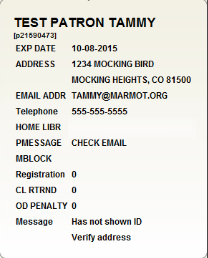 TEST PATRON TAMMY
[p21590473]
EXP DATE 10-08-2015
ADDRESS 1234 MOCKING BIRD
MOCKING HEIGHTS, CO 81500
EMAIL ADDR TAMMY@MARMOT.ORG
Telephone 555-555-5555
HOME LIBR
PMESSAGE CHECK EMAIL
MBLOCK
Registration 0
CL RTRND 0
OD PENALTY 0
Message Has not shown ID
Verify address